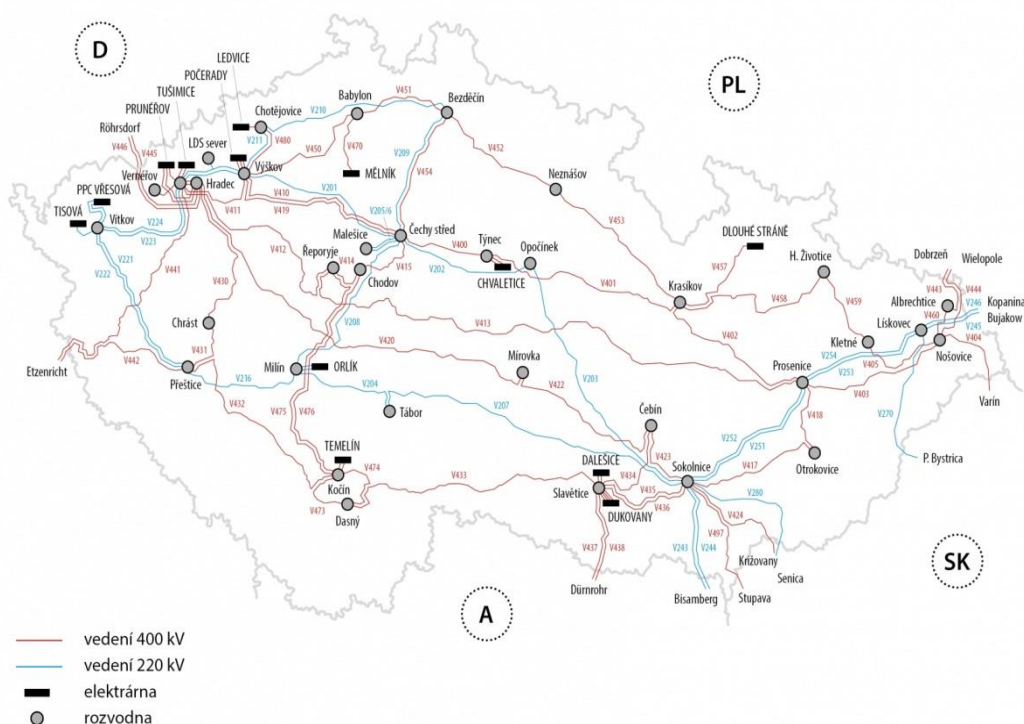 D
PL
LEDVICE
POČERADY
TUŠIMICE
PRUNÉŘOV
Röhrsdorf
V446
V445
LDS sever
Chotějovice
V210
Babylon
V451
Bezděčín
V211
V480
V450
V470
V209
V454
V452
Vernéřov
Hradec
Výškov
MĚLNÍK
Neznášov
PPC VŘESOVÁ
TISOVÁ
Vítkov
V224
V223
V411
V410
V419
V201
V205/6
V453
V221
V222
V441
V430
V412
Řeporyje
V414
Malešice
Chodov
Čechy střed
V415
V400
V202
Týnec
CHVALETICE
Opočínek
V401
DLOUHÉ STRÁNĚ
V457
Krasíkov
V458
H. Životice
V459
Dobrzeń
Wielopole
V443
V444
Albrechtice
V460
V246
Kopanina
Bujakow
V245
Lískovec
V404
Nošovice
Kletné
V405
V254
V253
V403
Varín
Chrást
V431
V208
V413
V402
Prosenice
Etzenricht
V442
Přeštice
V216
Milín
ORLÍK
V420
Mírovka
V422
V203
V204
V207
Tábor
V432
V475
V476
V418
V270
P. Bystrica
Čebín
V423
V252
V251
Otrokovice
V417
TEMELÍN
Kočín
V474
V473
Dasný
V433
DALEŠICE
Slavětice
V434
V435
V436
DUKOVANY
Sokolnice
V280
V424
V497
V437
V438
Dürnrohr
V243
V244
Bisamberg
Stupava
Križovany
Senica
SK
A
vedení 400 kV
vedení 220 kV
elektrárna
rozvodna